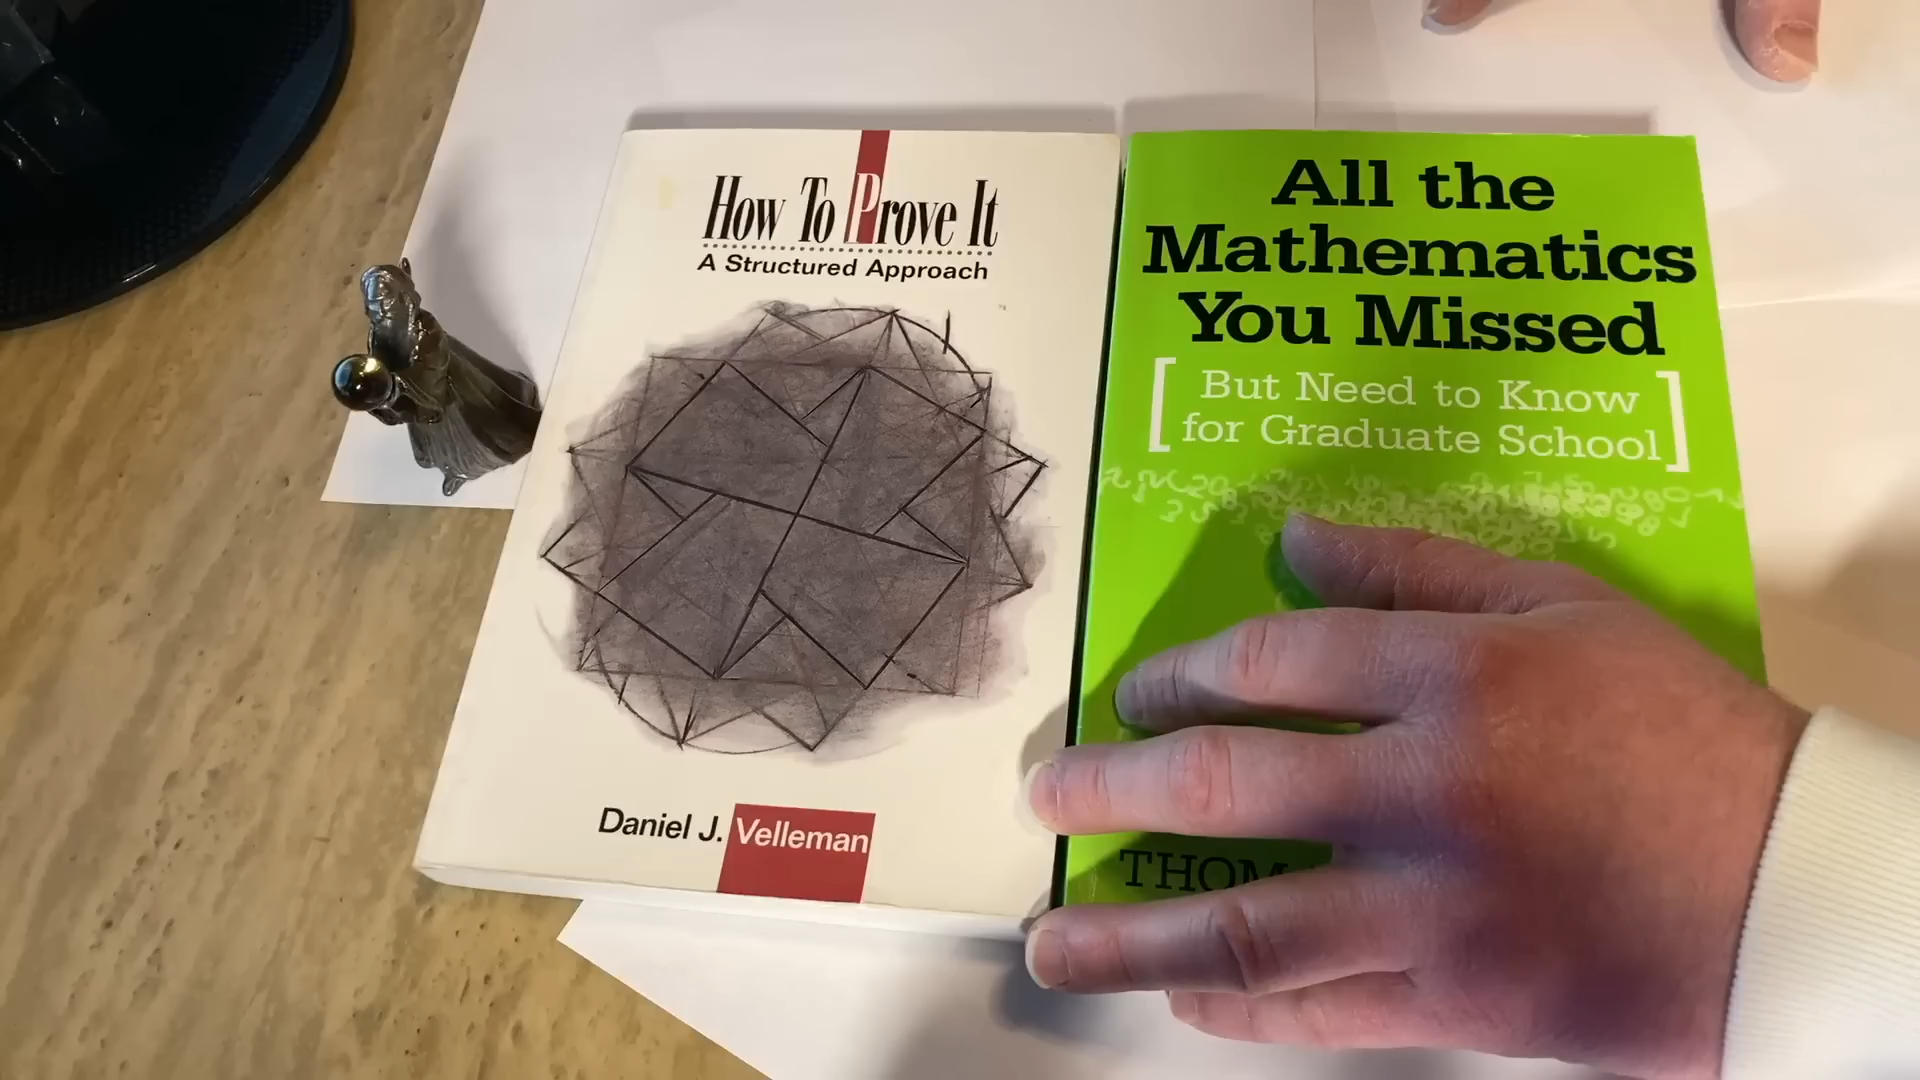 How To Prove It
A Structured Approach
Daniel J. Velleman
All the
Mathematics
You Missed
[But Need to Know
for Graduate School]